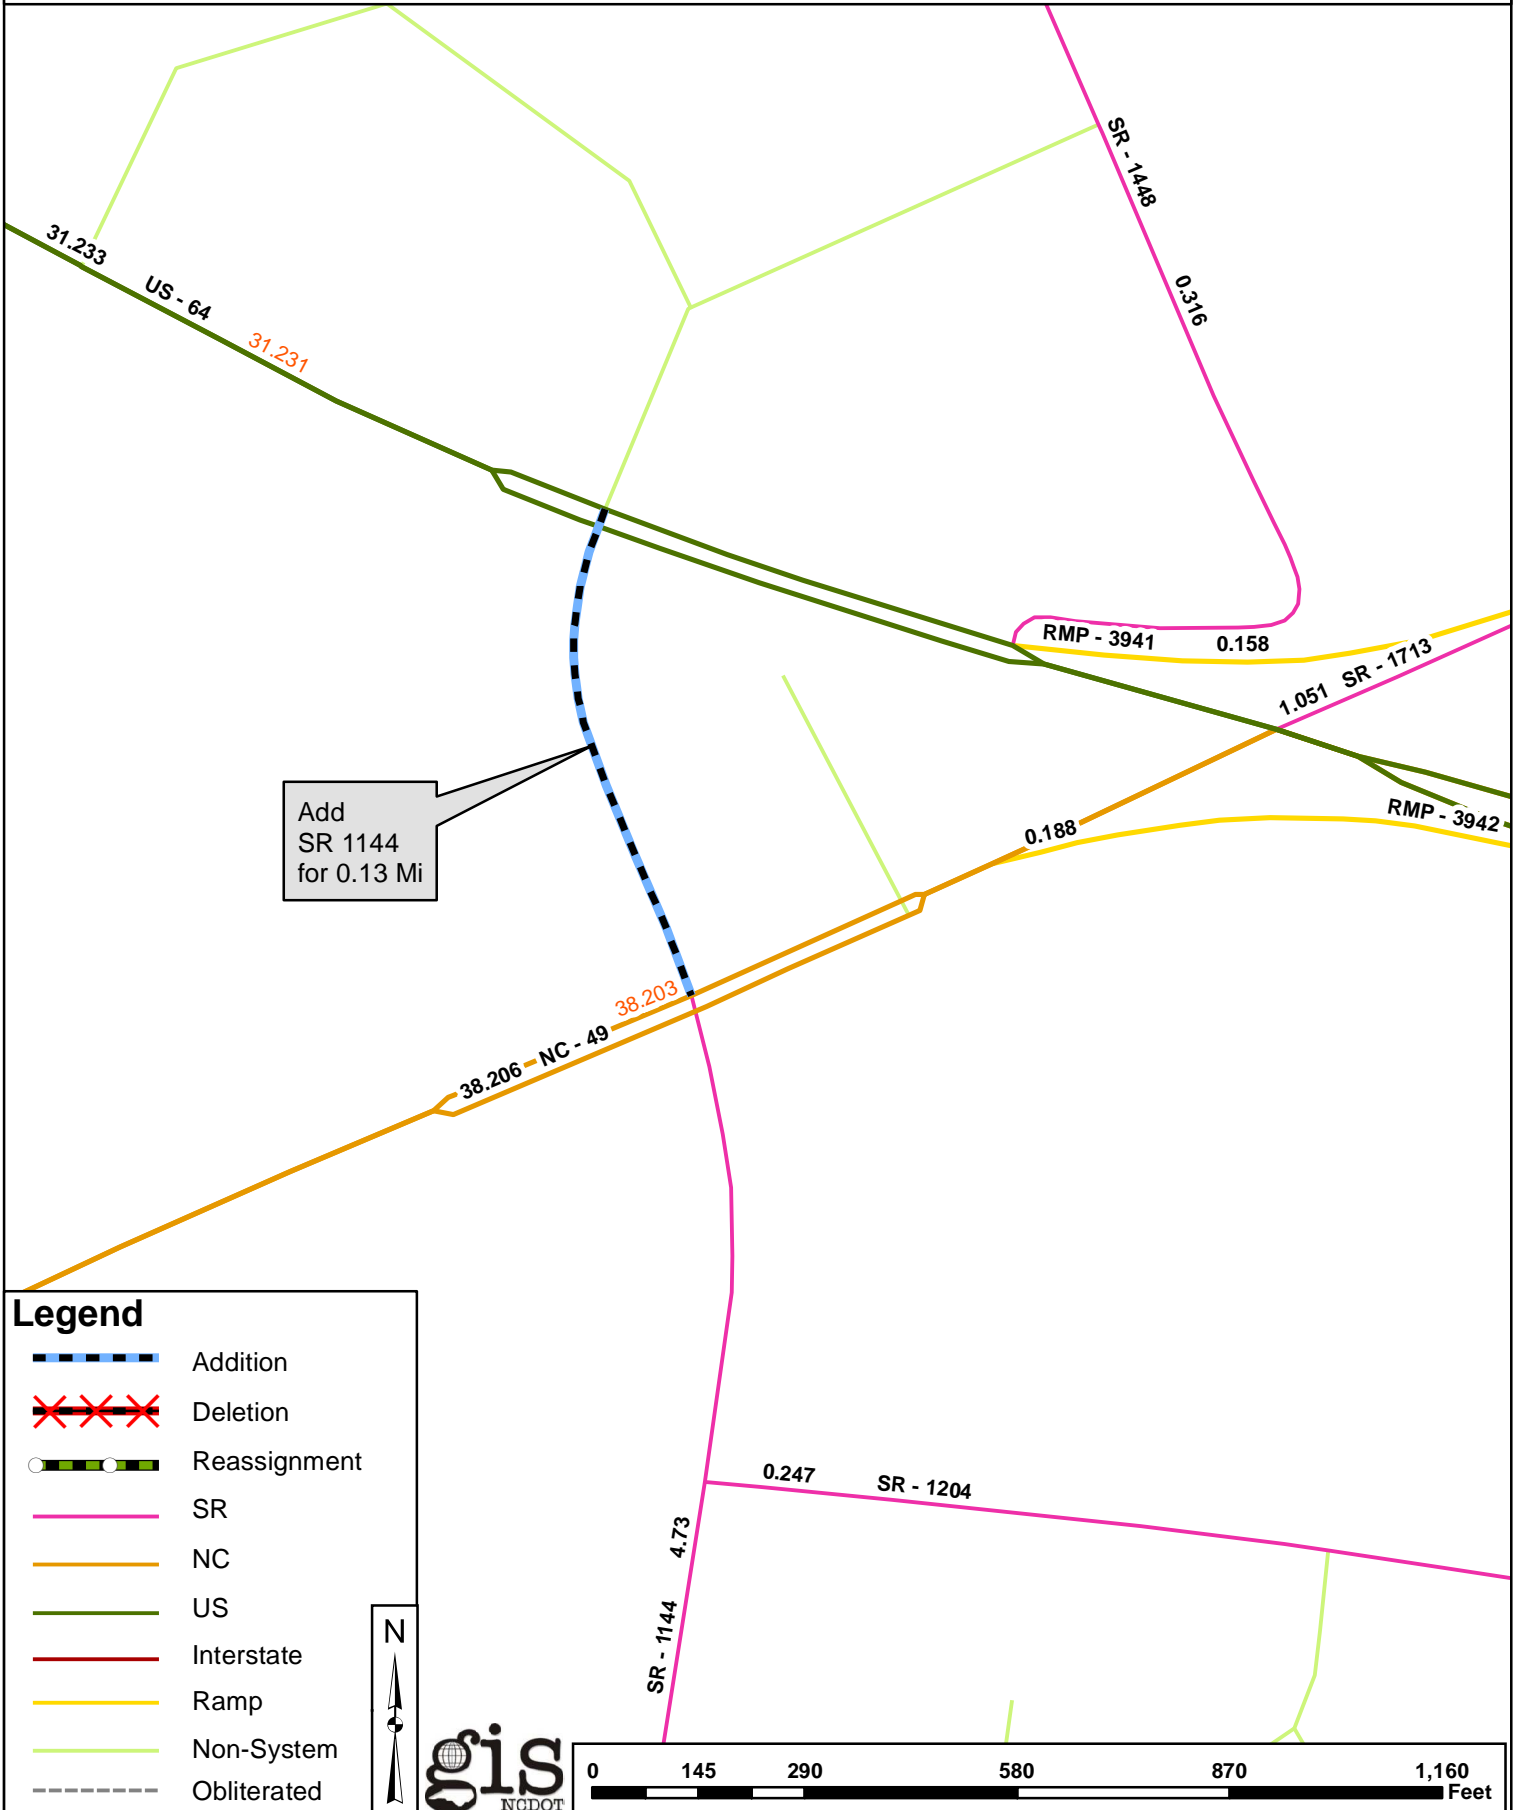 SR - 1448
0.316
31.233
US - 64
31.231
RMP - 3941
0.158
1.051 SR - 1713
RMP - 3942
0.188
Add
SR 1144
for 0.13 Mi
38.203
38.206 NC - 49
0.247 SR - 1204
4.73
SR - 1144
Legend
Addition
Deletion
Reassignment
SR
NC
US
Interstate
Ramp
Non-System
Obliterated
N
gis
NCDOT
0 145 290 580 870 1,160
Feet